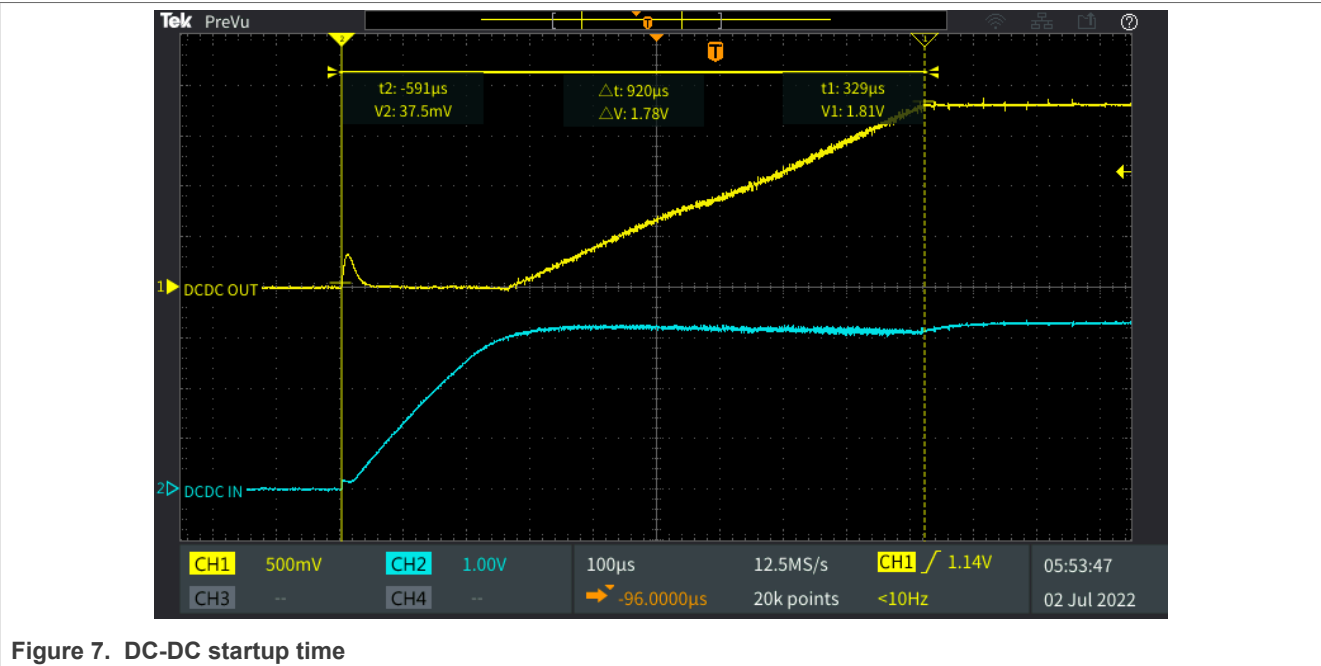 Tek PreVu
T
?
2
1
T
t2: -591µs
△t: 920µs
t1: 329µs
V2: 37.5mV
△V: 1.78V
V1: 1.81V
1 DCDC OUT
2 DCDC IN
CH1 500mV CH2 1.00V 100µs 12.5MS/s CH1 1.14V 05:53:47
CH3 -- CH4 -- -96.0000µs 20k points <10Hz 02 Jul 2022
Figure 7. DC-DC startup time